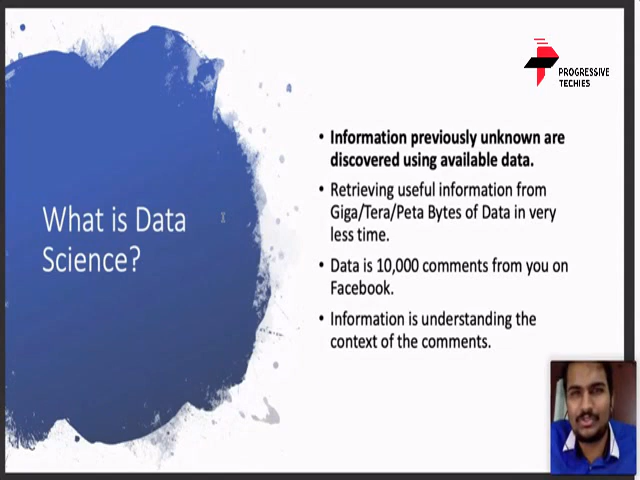 PROGRESSIVE
TECHIES
What is Data
Science?
• Information previously unknown are
discovered using available data.
• Retrieving useful information from
Giga/Tera/Peta Bytes of Data in very
less time.
• Data is 10,000 comments from you on
Facebook.
• Information is understanding the
context of the comments.